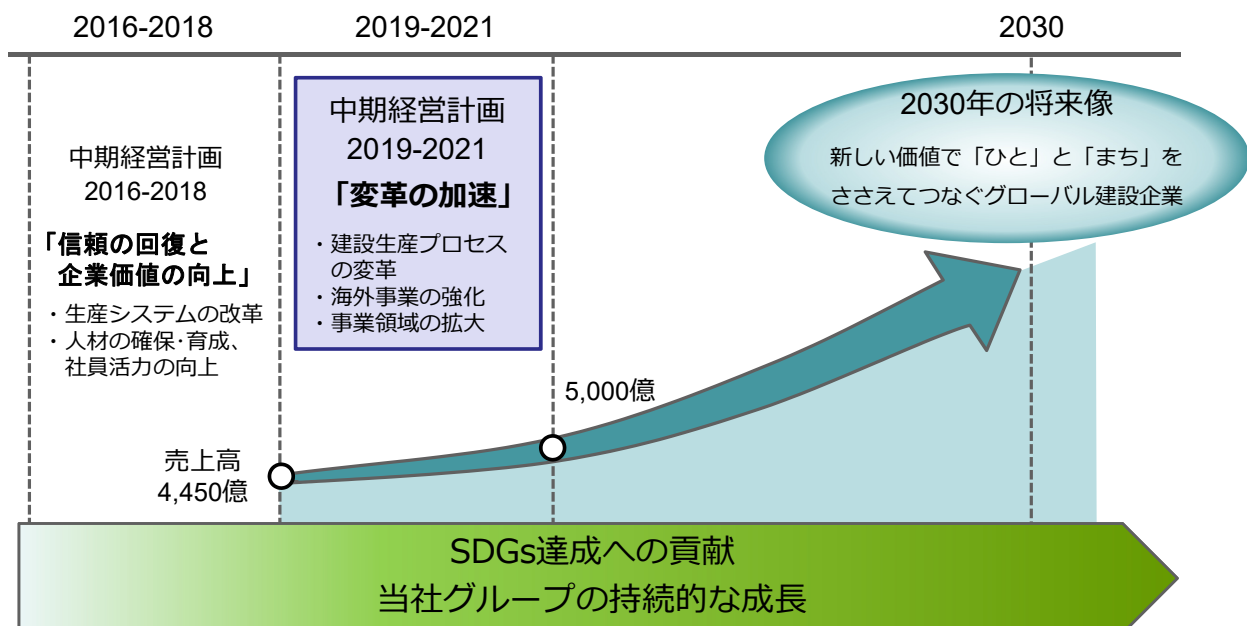 2016-2018
2019-2021
2030
中期経営計画
2016-2018
「信頼の回復と
企業価値の向上」
・生産システムの改革
・人材の確保･育成、
社員活力の向上
中期経営計画
2019-2021
「変革の加速」
・建設生産プロセス
の変革
・海外事業の強化
・事業領域の拡大
2030年の将来像
新しい価値で「ひと」と「まち」を
ささえてつなぐグローバル建設企業
5,000億
売上高
4,450億
SDGs達成への貢献
当社グループの持続的な成長